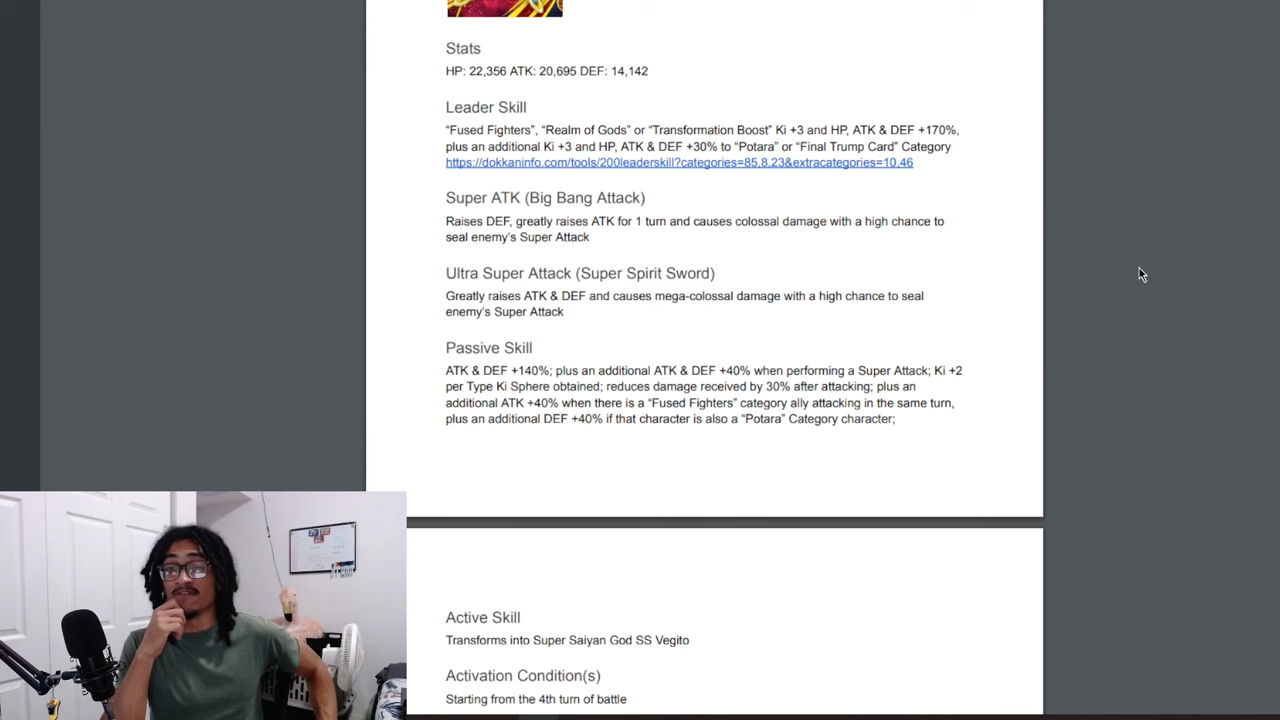 Stats
HP: 22,356 ATK: 20,695 DEF: 14,142
Leader Skill
“Fused Fighters”, “Realm of Gods” or “Transformation Boost” Ki +3 and HP, ATK & DEF +170%,
plus an additional Ki +3 and HP, ATK & DEF +30% to “Potara” or “Final Trump Card” Category
https://dokkaninfo.com/tools/200leaderskill?categories=85,8,23&extracategories=10,46
Super ATK (Big Bang Attack)
Raises DEF, greatly raises ATK for 1 turn and causes colossal damage with a high chance to
seal enemy’s Super Attack
Ultra Super Attack (Super Spirit Sword)
Greatly raises ATK & DEF and causes mega-colossal damage with a high chance to seal
enemy’s Super Attack
Passive Skill
ATK & DEF +140%; plus an additional ATK & DEF +40% when performing a Super Attack; Ki +2
per Type Ki Sphere obtained; reduces damage received by 30% after attacking; plus an
additional ATK +40% when there is a “Fused Fighters” category ally attacking in the same turn,
plus an additional DEF +40% if that character is also a “Potara” Category character;
Active Skill
Transforms into Super Saiyan God SS Vegito
Activation Condition(s)
Starting from the 4th turn of battle